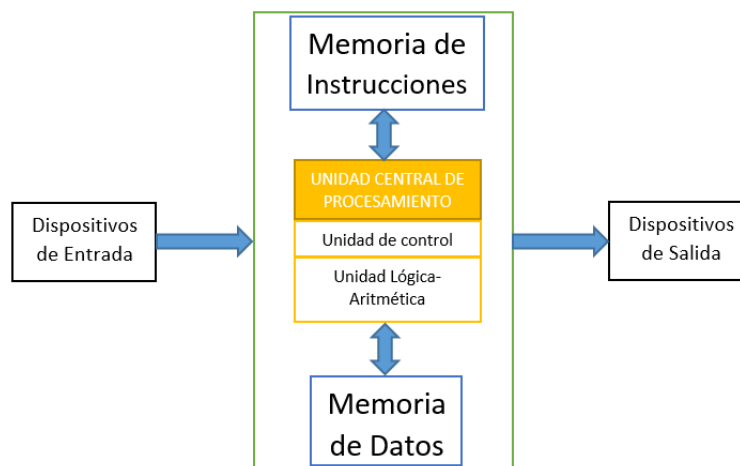 Memoria de
Instrucciones
UNIDAD CENTRAL DE
PROCESAMIENTO
Dispositivos
de Entrada
Unidad de control
Unidad Lógica-
Aritmética
Dispositivos
de Salida
Memoria
de Datos